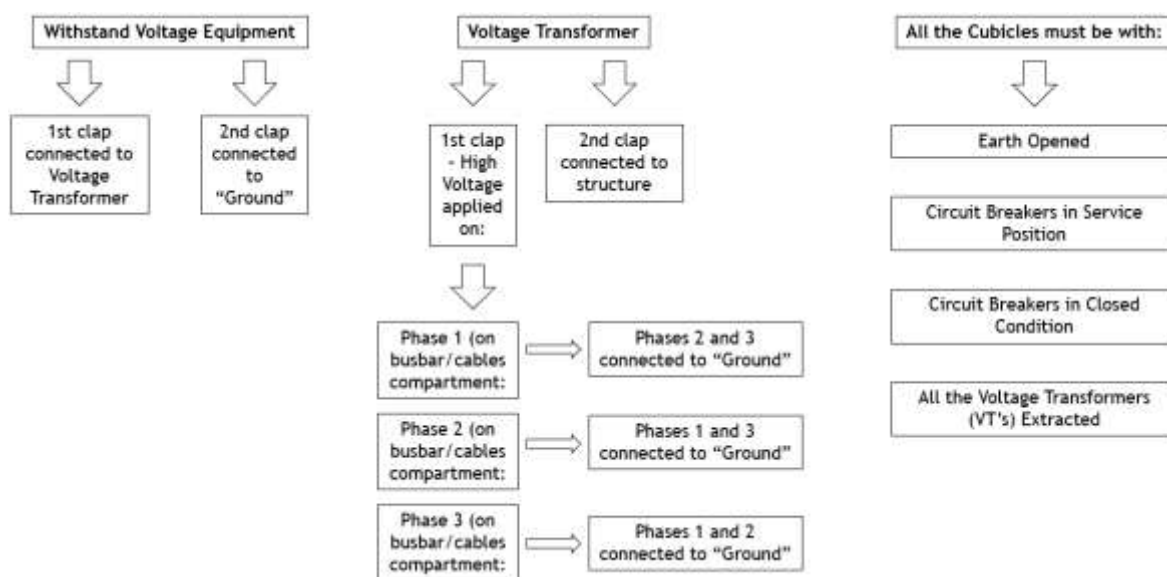 Withstand Voltage Equipment
Voltage Transformer
All the Cubicles must be with:
1st clap
connected to
Voltage
Transformer
2nd clap
connected
to
“Ground”
1st clap
- High
Voltage
applied
on:
2nd clap
connected to
structure
Earth Opened
Circuit Breakers in Service
Position
Circuit Breakers in Closed
Condition
All the Voltage Transformers
(VT's) Extracted
Phase 1 (on
busbar/cables
compartment:
Phases 2 and 3
connected to “Ground”
Phase 2 (on
busbar/cables
compartment:
Phases 1 and 3
connected to “Ground”
Phase 3 (on
busbar/cables
compartment:
Phases 1 and 2
connected to “Ground”